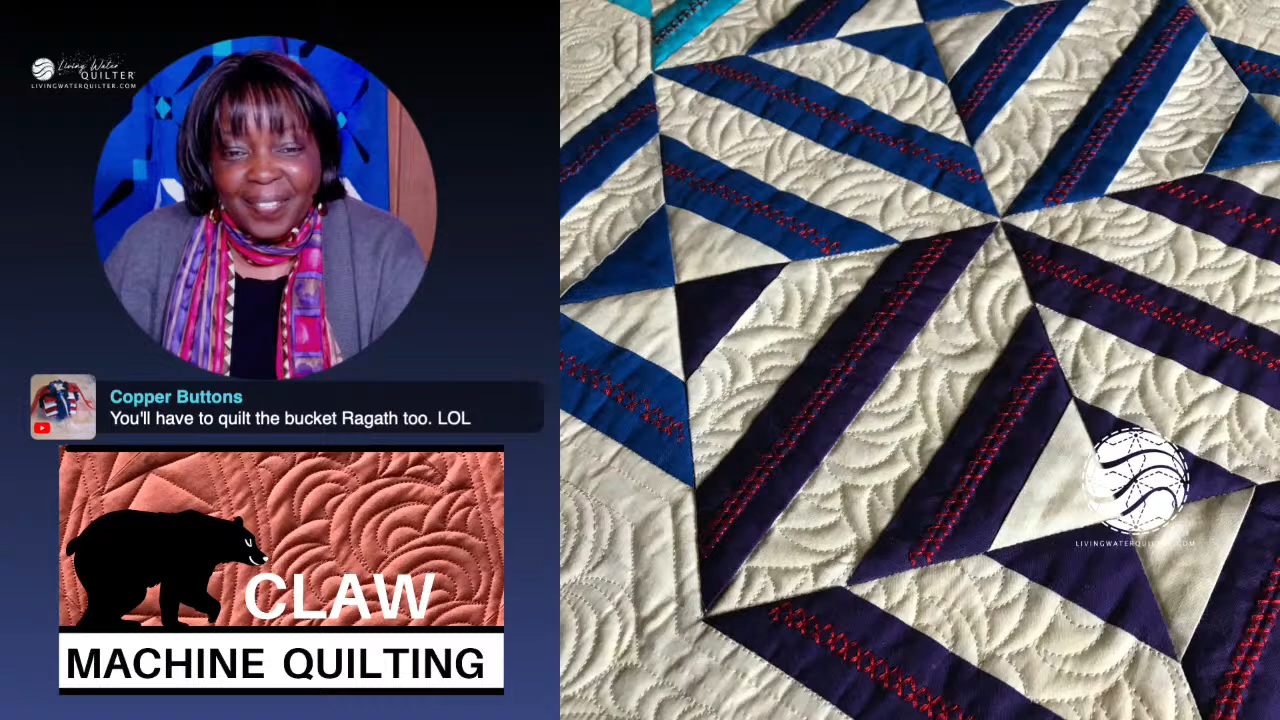 Living Water
QUILTER
LIVINGWATERQUILTER.COM
Copper Buttons
You'll have to quilt the bucket Ragath too. LOL
CLAW
MACHINE QUILTING
LIVINGWATERQUILTER.COM